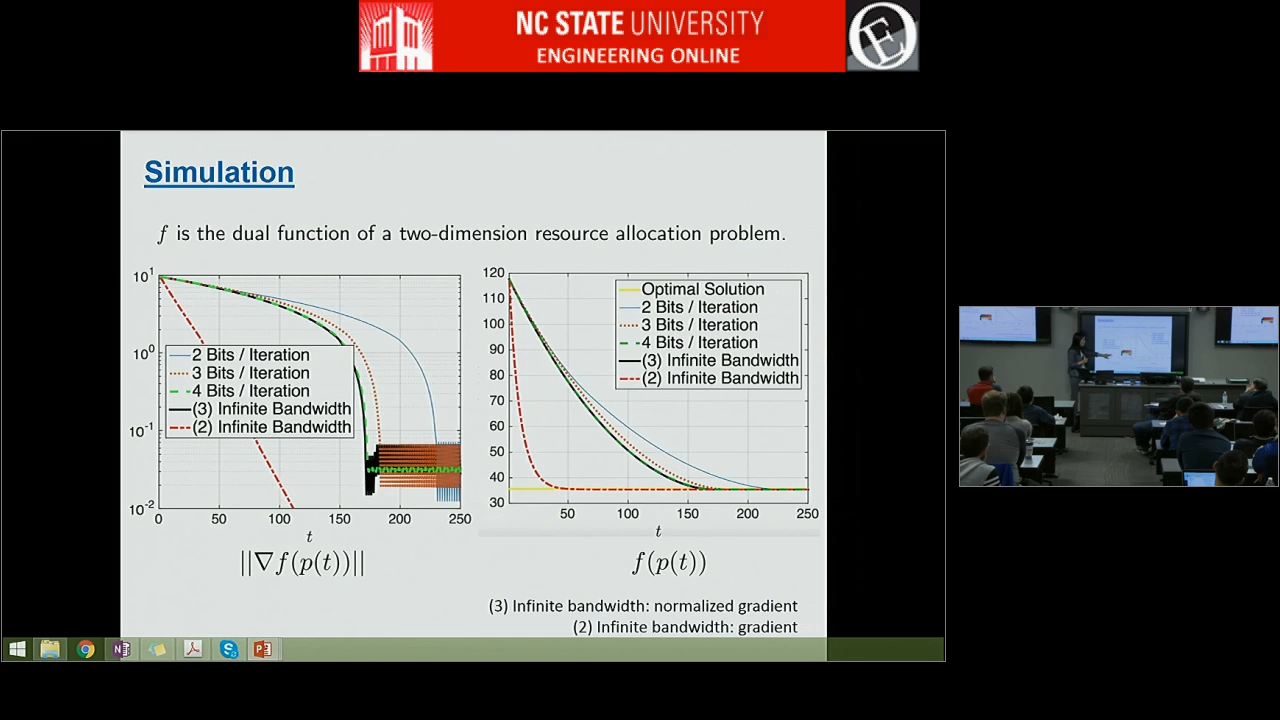 NC STATE UNIVERSITY
ENGINEERING ONLINE
Simulation
f is the dual function of a two-dimension resource allocation problem.
10^1
10^0
10^-1
10^-2
0 50 100 150 200 250
t
2 Bits / Iteration
3 Bits / Iteration
4 Bits / Iteration
(3) Infinite Bandwidth
(2) Infinite Bandwidth
||∇f(p(t))||
120
110
100
90
80
70
60
50
40
30
50 100 150 200 250
t
Optimal Solution
2 Bits / Iteration
3 Bits / Iteration
4 Bits / Iteration
(3) Infinite Bandwidth
(2) Infinite Bandwidth
f(p(t))
(3) Infinite bandwidth: normalized gradient
(2) Infinite bandwidth: gradient